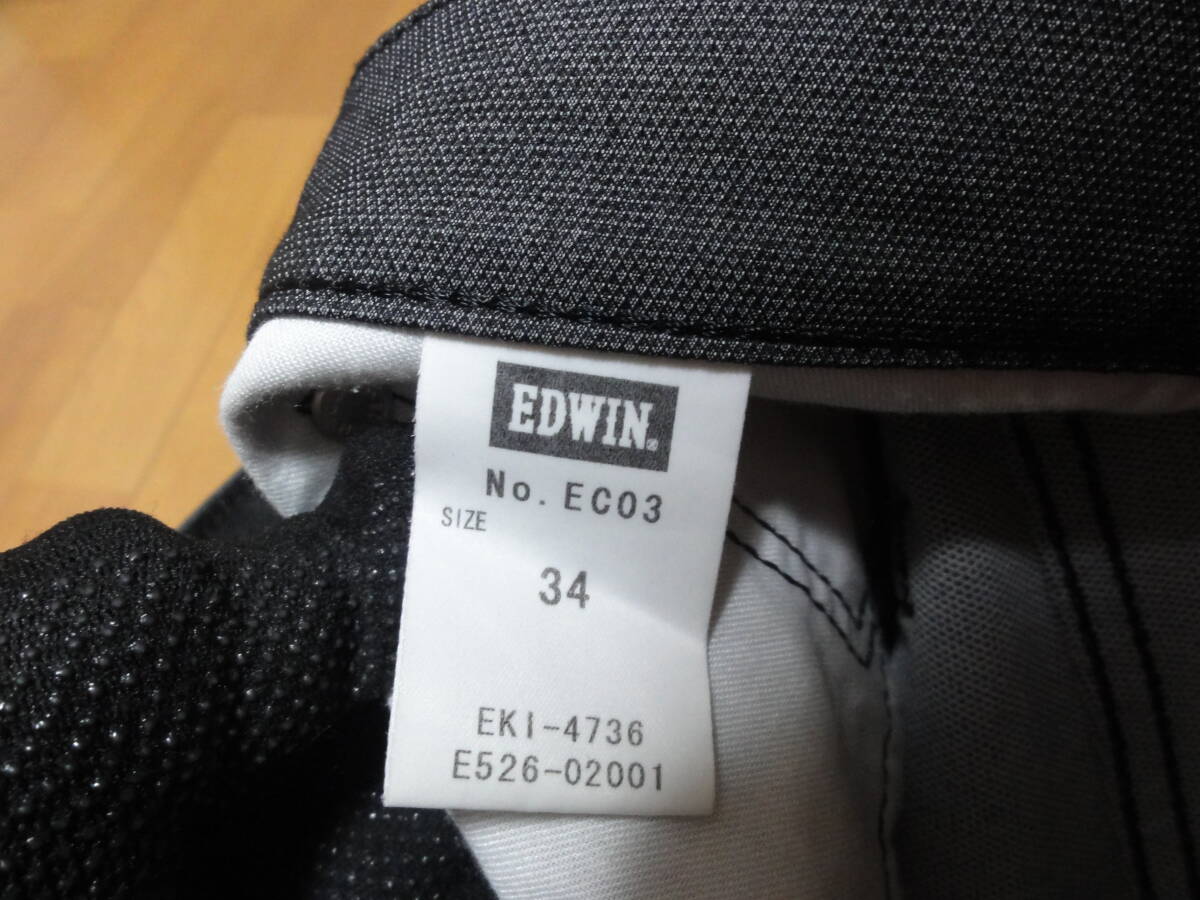 EDWIN®
No. EC03
SIZE
34
EKI-4736
E526-02001